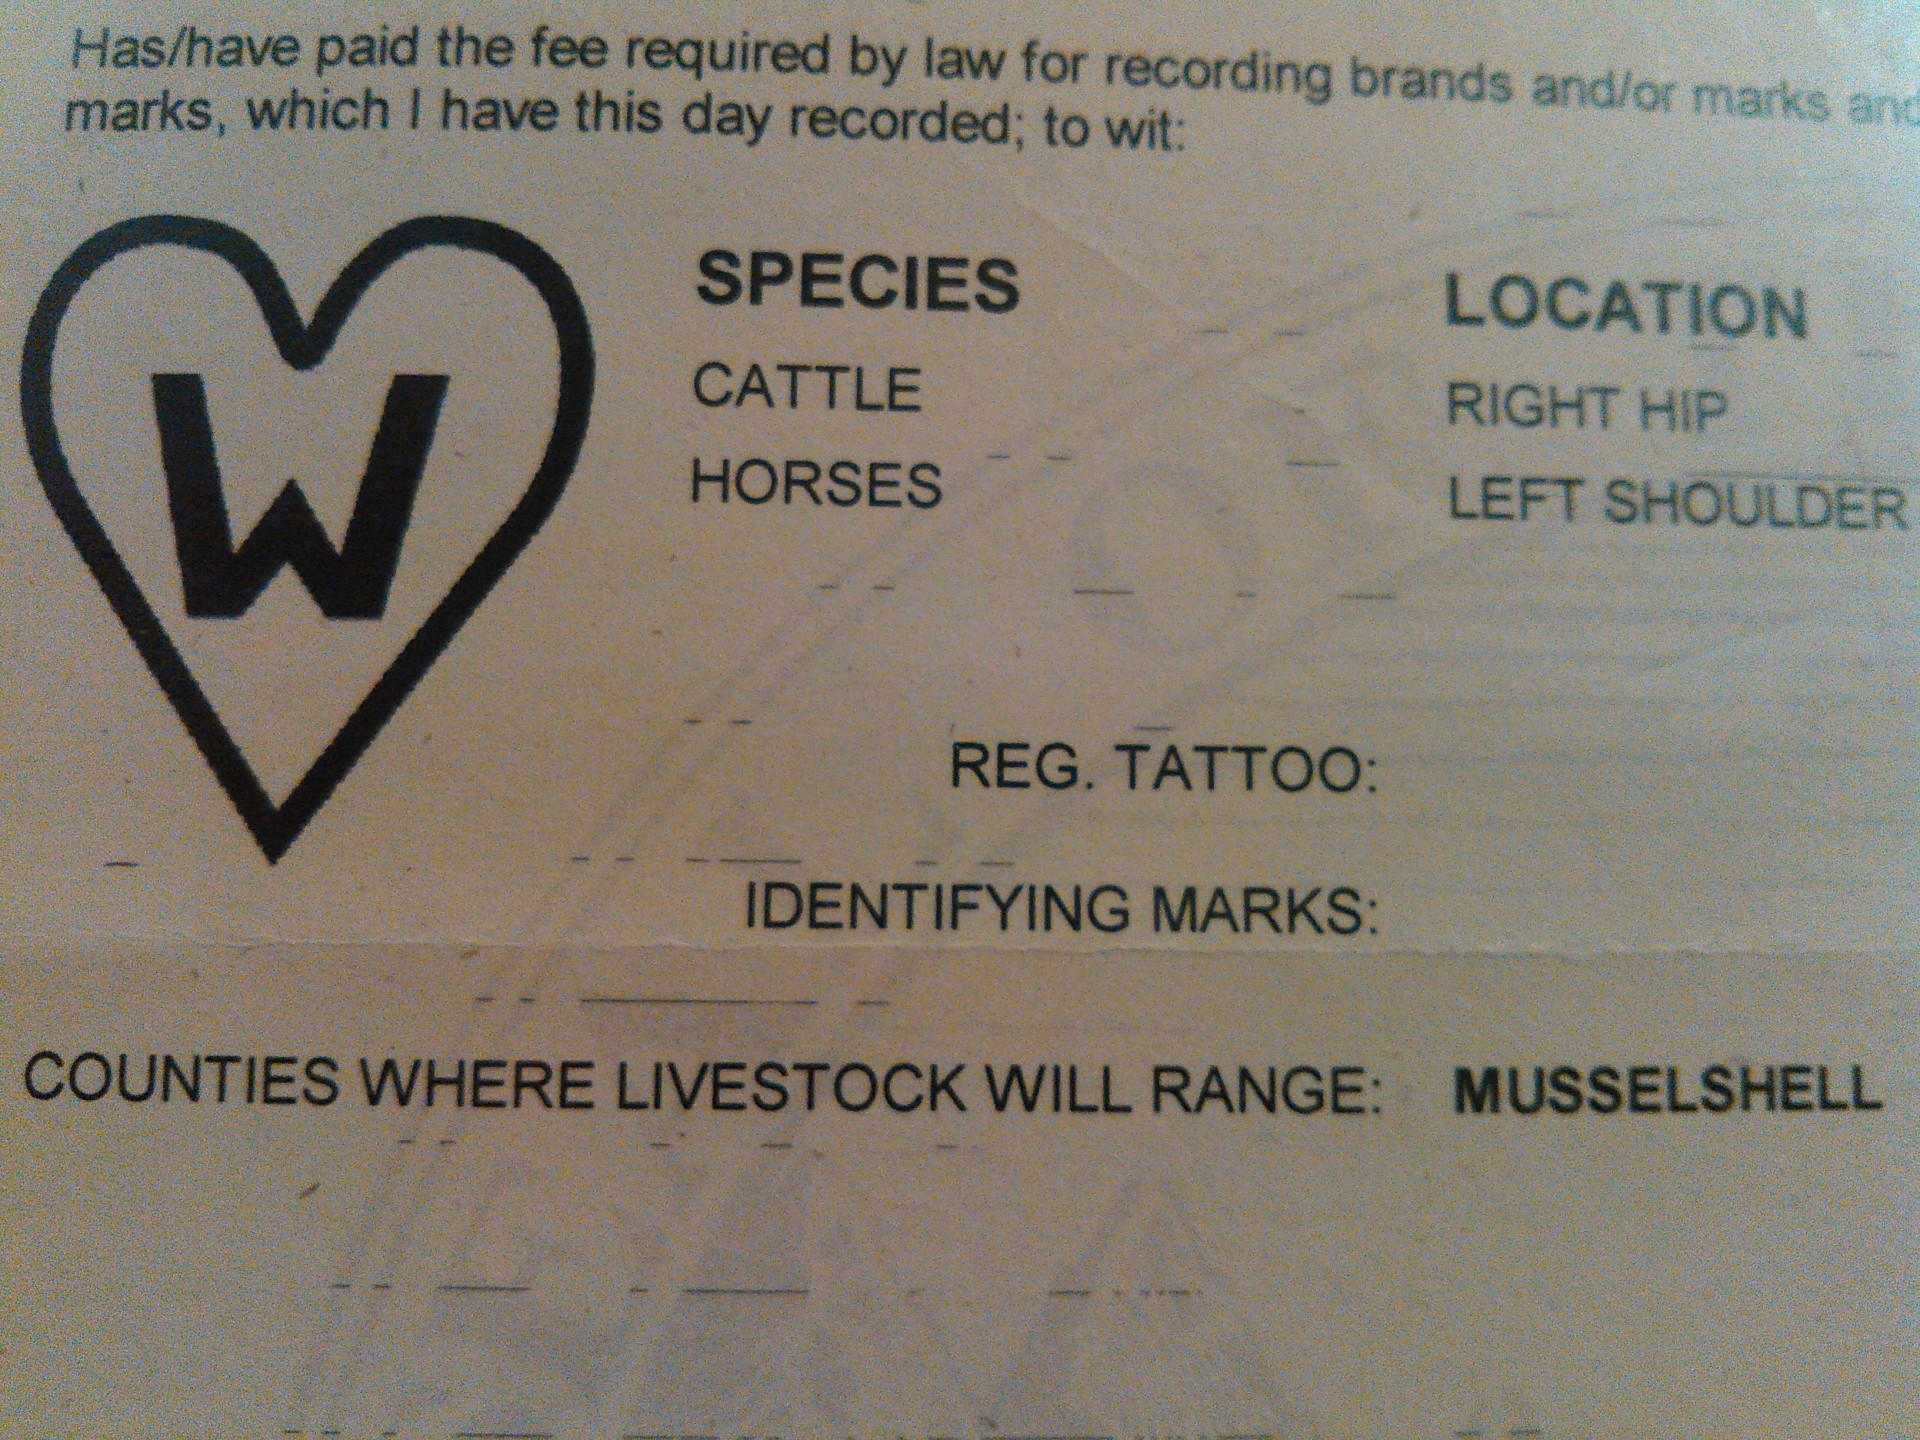 Has/have paid the fee required by law for recording brands and/or marks and
marks, which I have this day recorded; to wit:
W
SPECIES LOCATION
CATTLE RIGHT HIP
HORSES LEFT SHOULDER
REG. TATTOO:
IDENTIFYING MARKS:
COUNTIES WHERE LIVESTOCK WILL RANGE: MUSSELSHELL